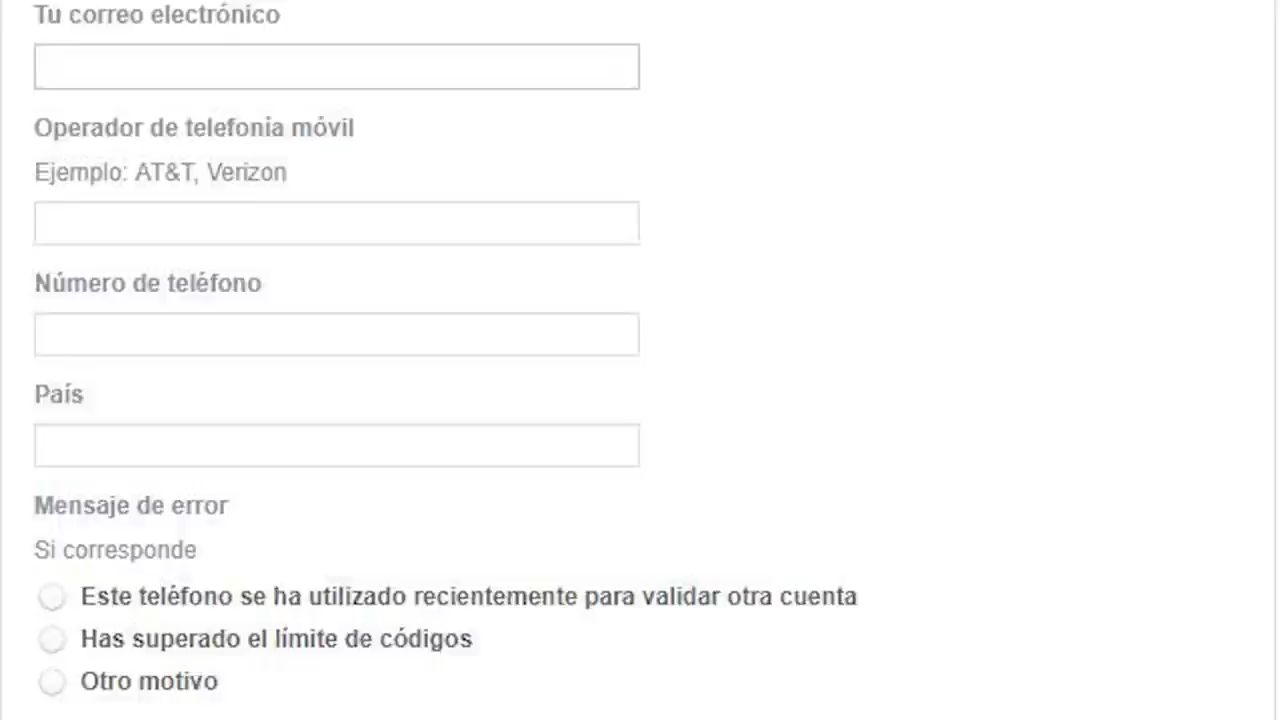 Tu correo electrónico
Operador de telefonía móvil
Ejemplo: AT&T, Verizon
Número de teléfono
País
Mensaje de error
Si corresponde
Este teléfono se ha utilizado recientemente para validar otra cuenta
Has superado el límite de códigos
Otro motivo